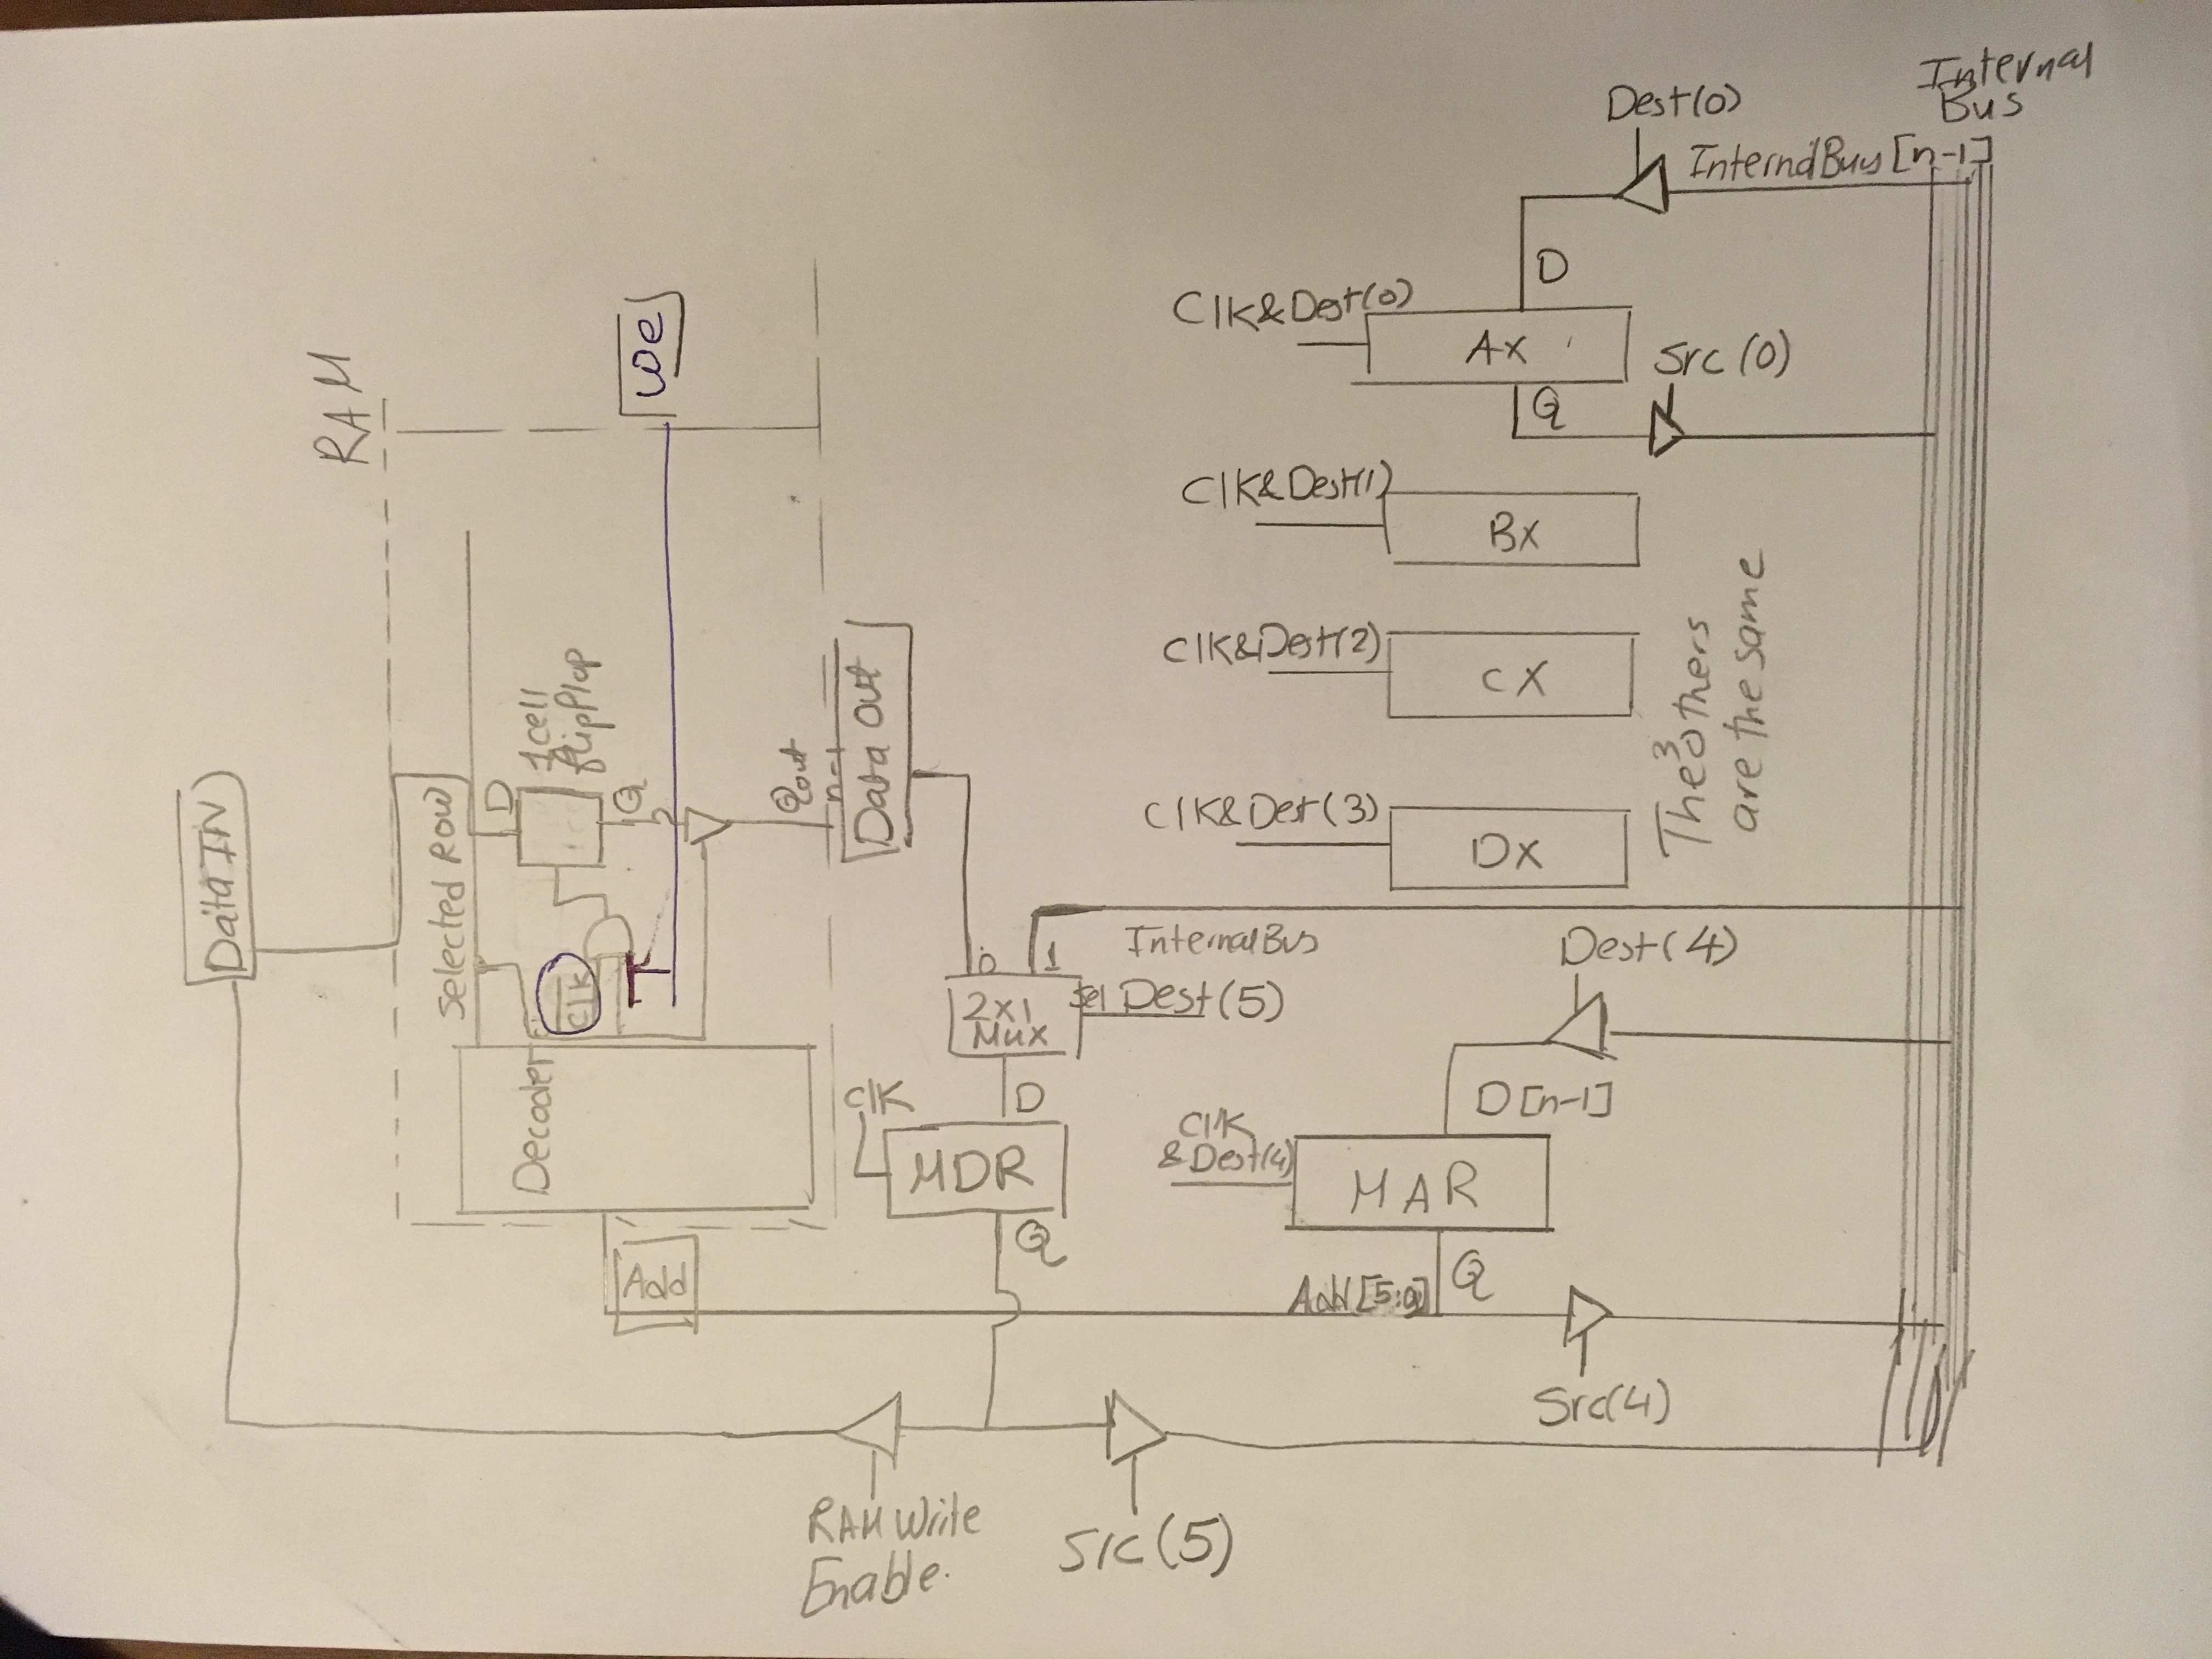 Internal
Bus
Dest(0)
InternalBus[n-1]
D
Clk&Dest(0)
AX
Src(0)
Q
RAM
We
Clk&Dest(1)
BX
Clk&Dest(2)
CX
The 3 others
are the same
Clk&Dest(3)
DX
Data IN
Selected Row
D
1 cell
flipflop
Q
Qout
n-1
Data Out
Clk
Decoder
Add
0
1
InternalBus
2x1
Mux
Sel Dest(5)
Clk
D
MDR
Q
Dest(4)
D[n-1]
Clk
&Dest(4)
MAR
Q
Add[5:0]
Src(4)
RAM Write
Enable.
Src(5)